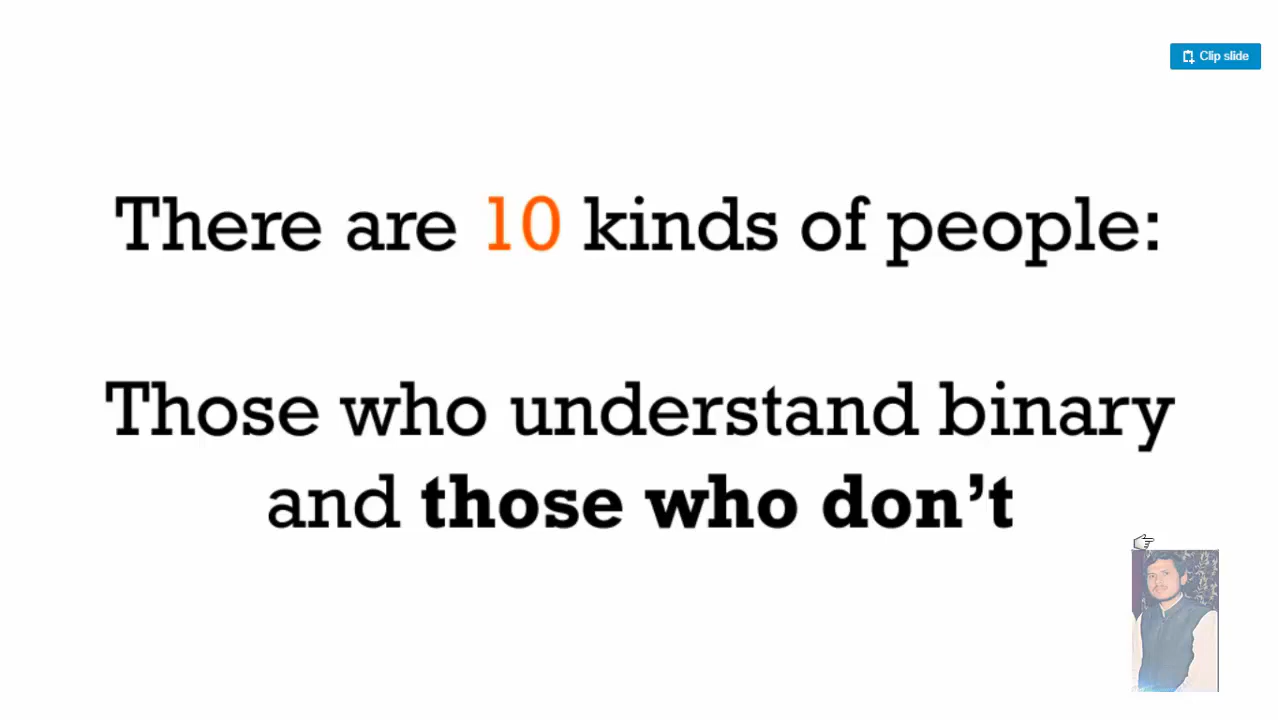 Clip slide
There are 10 kinds of people:
Those who understand binary
and those who don’t